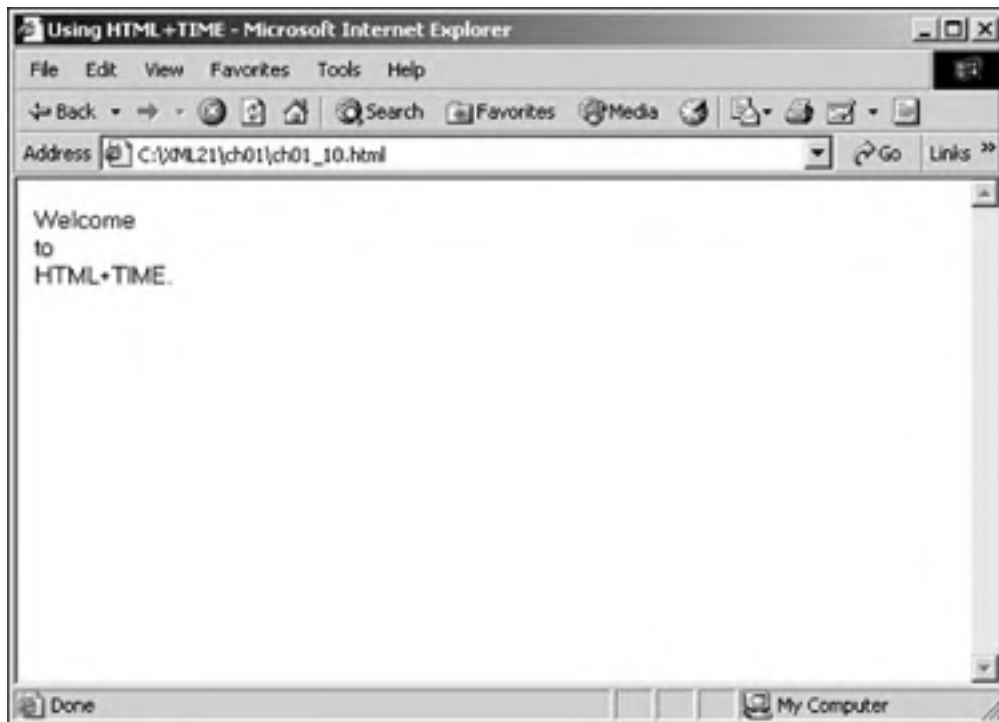 Using HTML+TIME - Microsoft Internet Explorer
File Edit View Favorites Tools Help
Back Search Favorites Media
Address C:\XML21\ch01\ch01_10.html Go Links »
Welcome
to
HTML+TIME.
Done My Computer